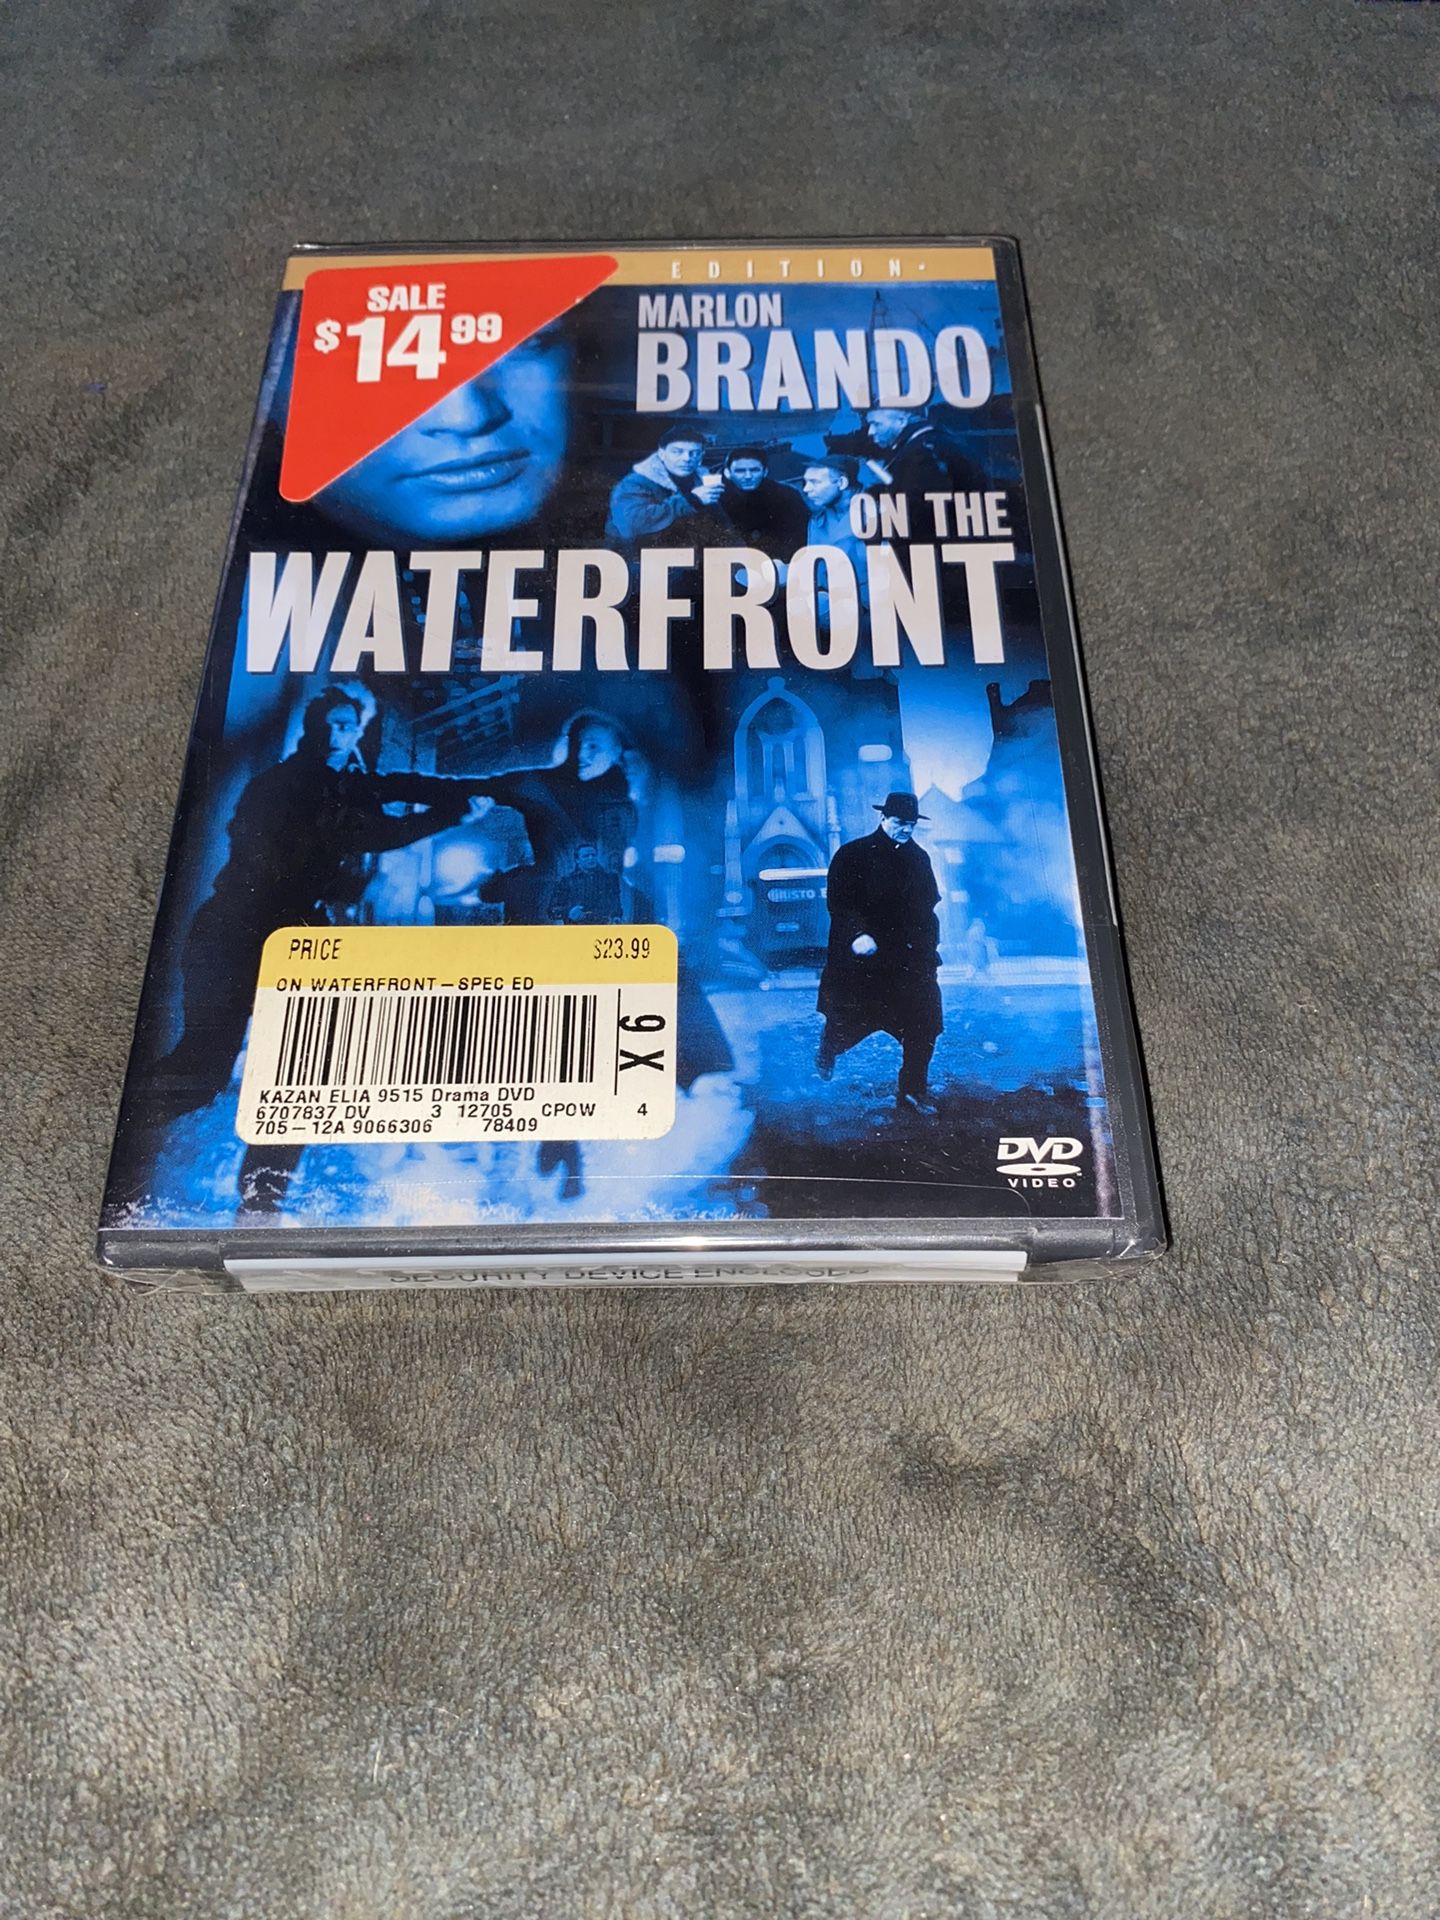 EDITION
SALE
$14.99
MARLON
BRANDO
ON THE
WATERFRONT
PRICE $23.99
ON WATERFRONT-SPEC ED
X 6
KAZAN ELIA 9515 Drama DVD
6707837 DV 3 12705 CPOW 4
705-12A 9066306 78409
DVD
VIDEO
SECURITY DEVICE ENCLOSED